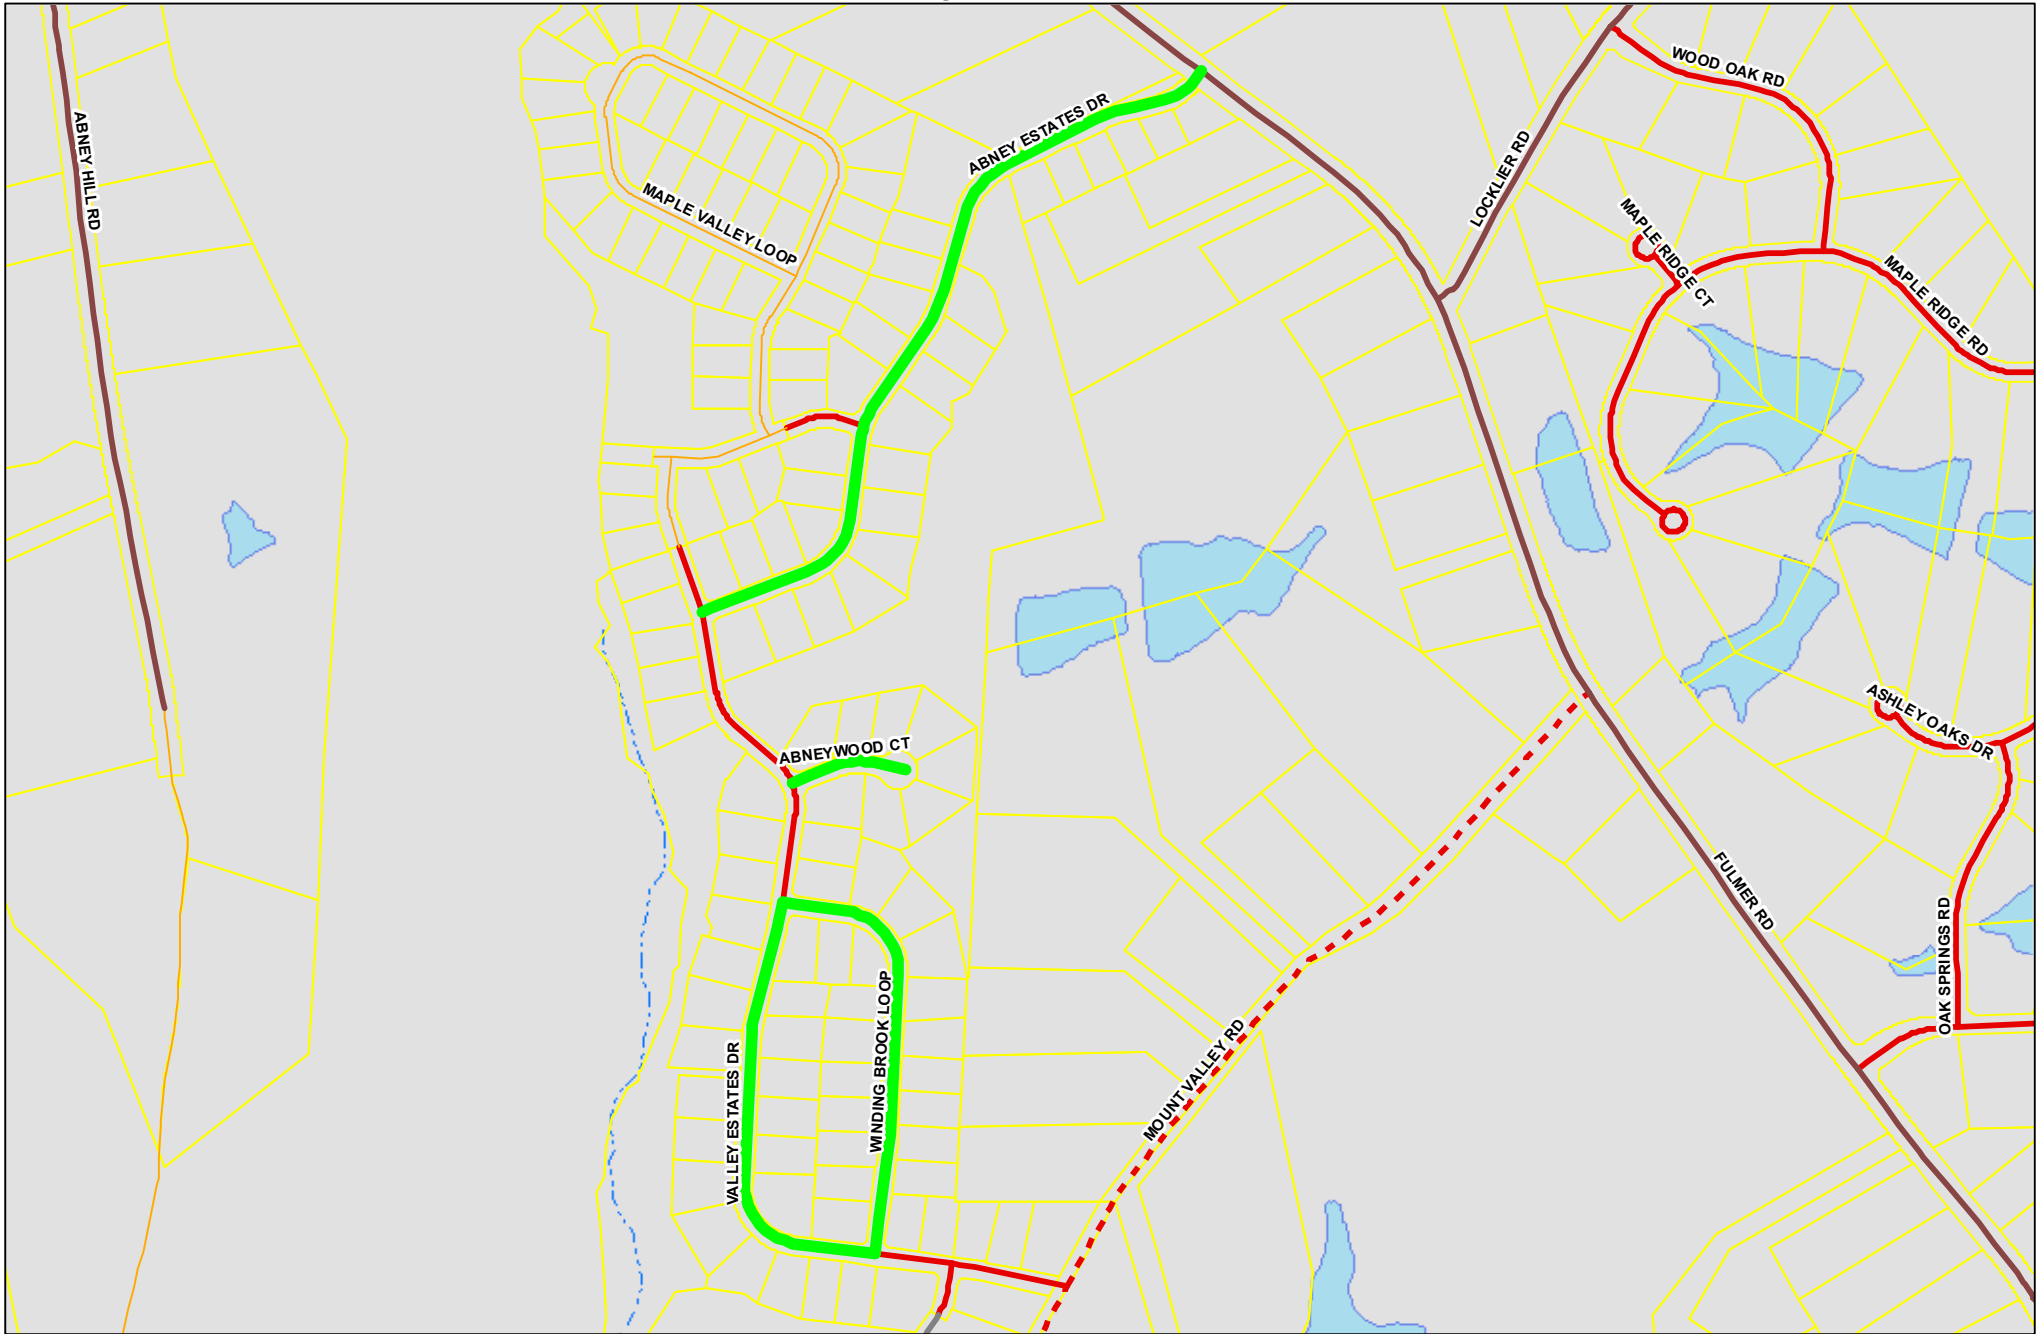 WOOD OAK RD
ABNEY ESTATES DR
ABNEY HILL RD
LOCKLIER RD
MAPLE VALLEY LOOP
MAPLE RIDGE CT
MAPLE RIDGE RD
ASHLEY OAKS DR
ABNEYWOOD CT
FULMER RD
OAK SPRINGS RD
WINDING BROOK LOOP
VALLEY ESTATES DR
MOUNT VALLEY RD